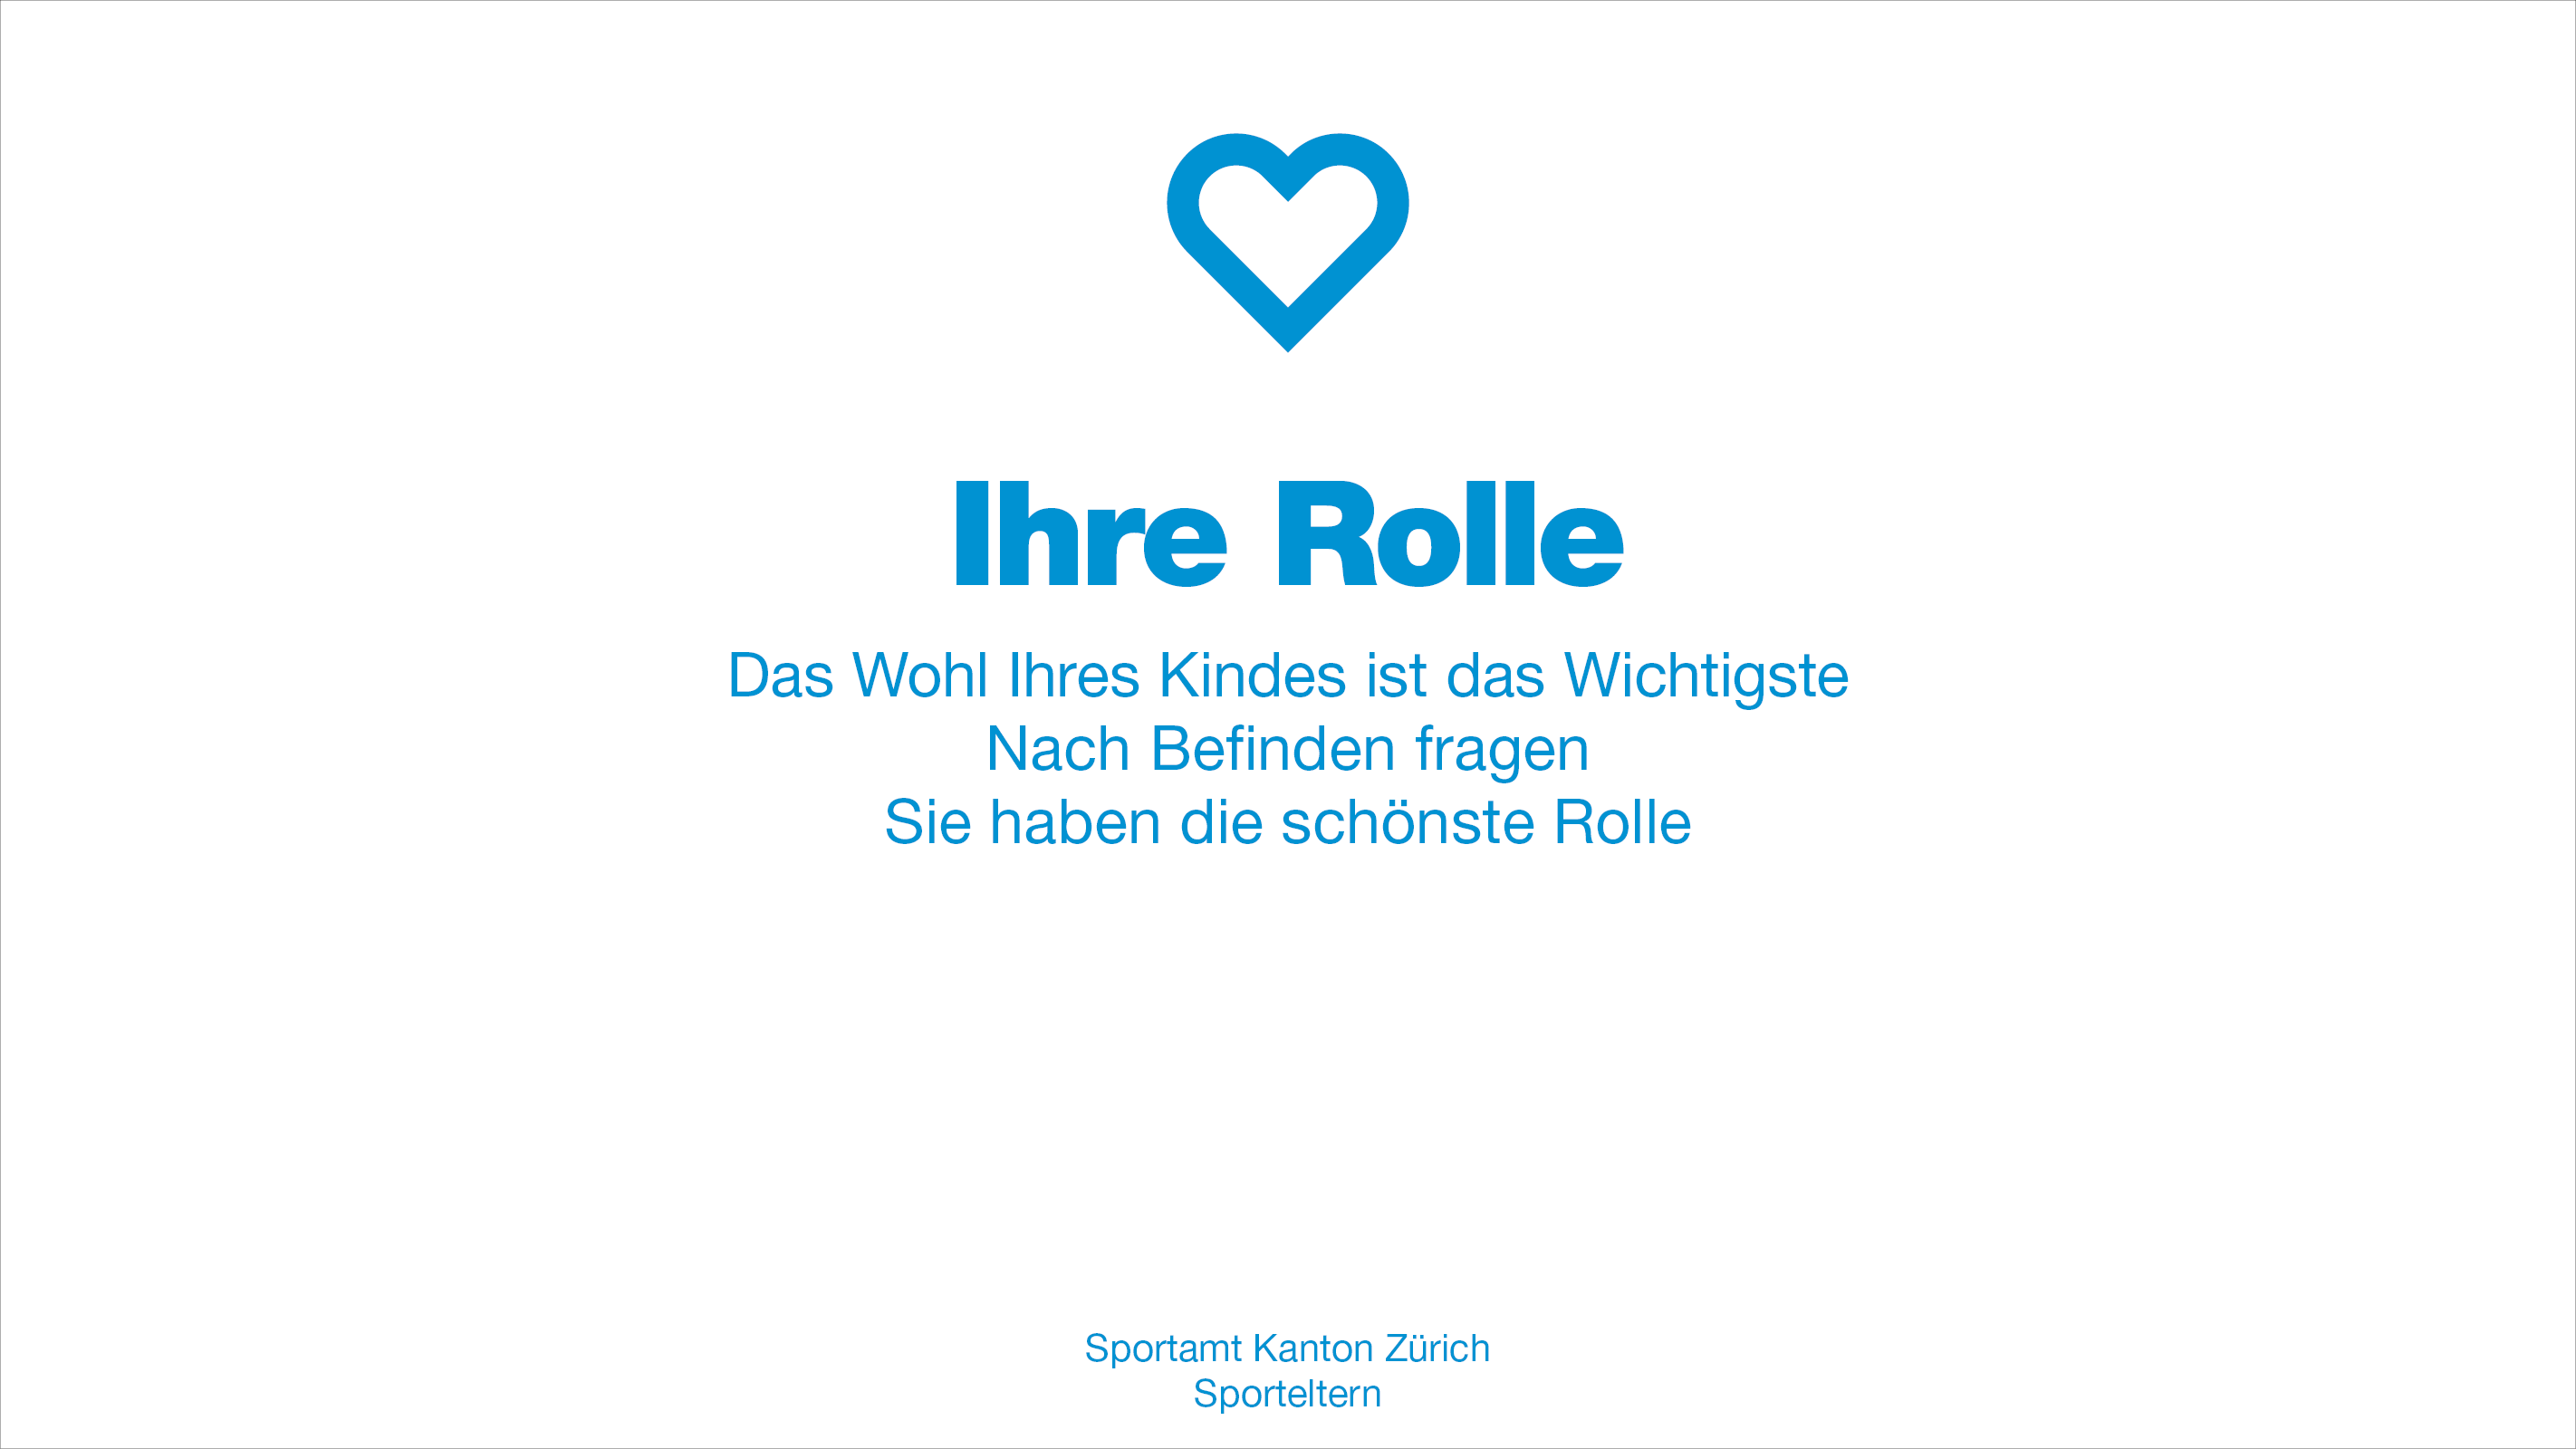 Ihre Rolle
Das Wohl Ihres Kindes ist das Wichtigste
Nach Befinden fragen
Sie haben die schönste Rolle
Sportamt Kanton Zürich
Sporteltern